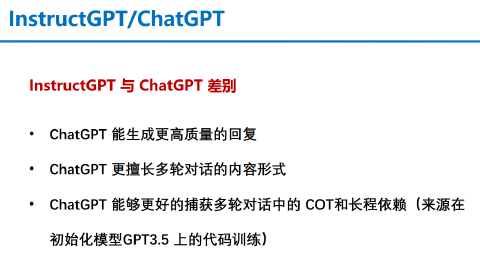 InstructGPT/ChatGPT
InstructGPT 与 ChatGPT 差别
• ChatGPT 能生成更高质量的回复
• ChatGPT 更擅长多轮对话的内容形式
• ChatGPT 能够更好的捕获多轮对话中的 COT和长程依赖（来源在
初始化模型GPT3.5 上的代码训练）